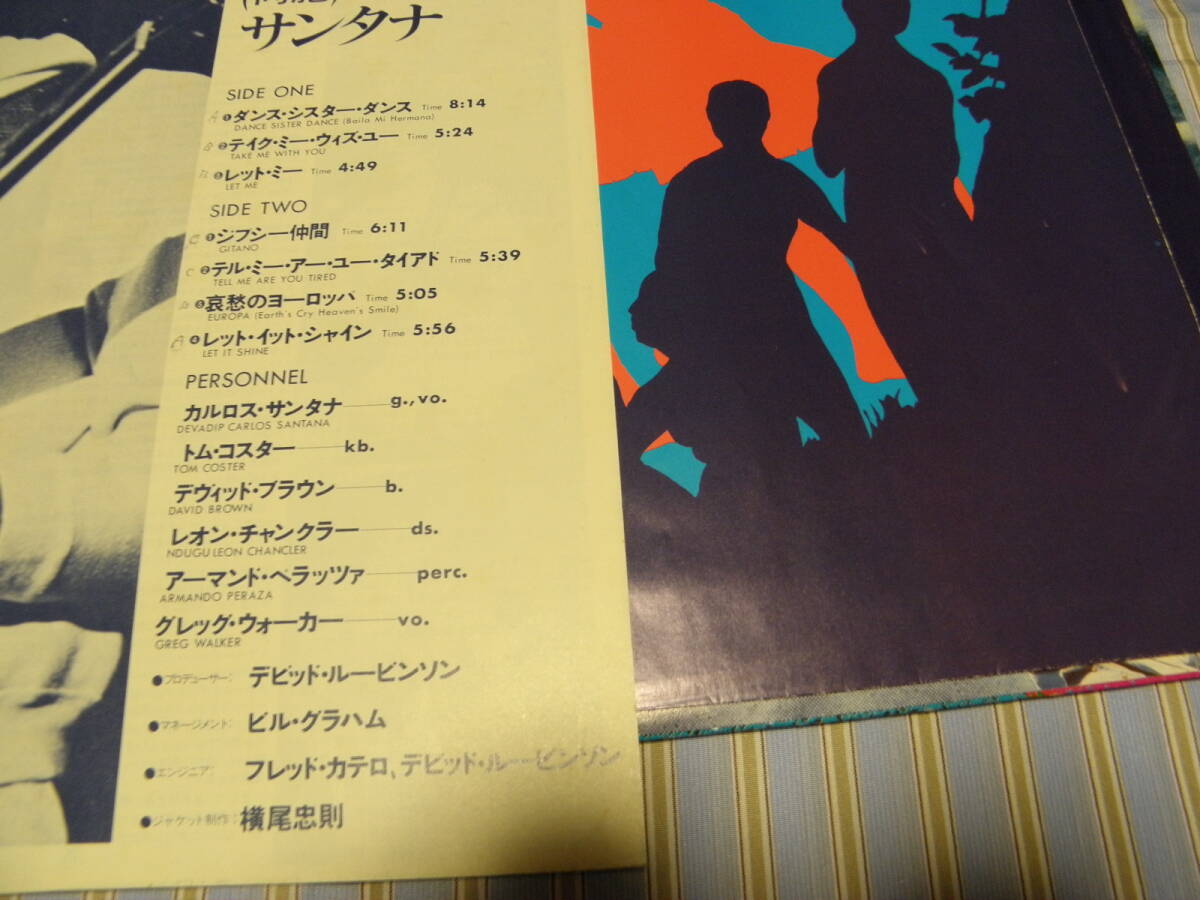 サンタナ
SIDE ONE
❶ダンス・シスター・ダンス Time 8:14
DANCE SISTER DANCE (Baila Mi Hermana)
❷テイク・ミー・ウィズ・ユー Time 5:24
TAKE ME WITH YOU
❸レット・ミー Time 4:49
LET ME
SIDE TWO
❶ジプシー仲間 Time 6:11
GITANO
❷テル・ミー・アー・ユー・タイアド Time 5:39
TELL ME ARE YOU TIRED
❸哀愁のヨーロッパ Time 5:05
EUROPA (Earth's Cry Heaven's Smile)
❹レット・イット・シャイン Time 5:56
LET IT SHINE
PERSONNEL
カルロス・サンタナ——g.,vo.
DEVADIP CARLOS SANTANA
トム・コスター——kb.
TOM COSTER
デヴィッド・ブラウン——b.
DAVID BROWN
レオン・チャンクラー——ds.
NDUGU LEON CHANCLER
アーマンド・ペラッツァ——perc.
ARMANDO PERAZA
グレッグ・ウォーカー——vo.
GREG WALKER
●プロデューサー: デビッド・ルービンソン
●マネージメント: ビル・グラハム
●エンジニア: フレッド・カテロ、デビッド・ルービンソン
●ジャケット制作: 横尾忠則